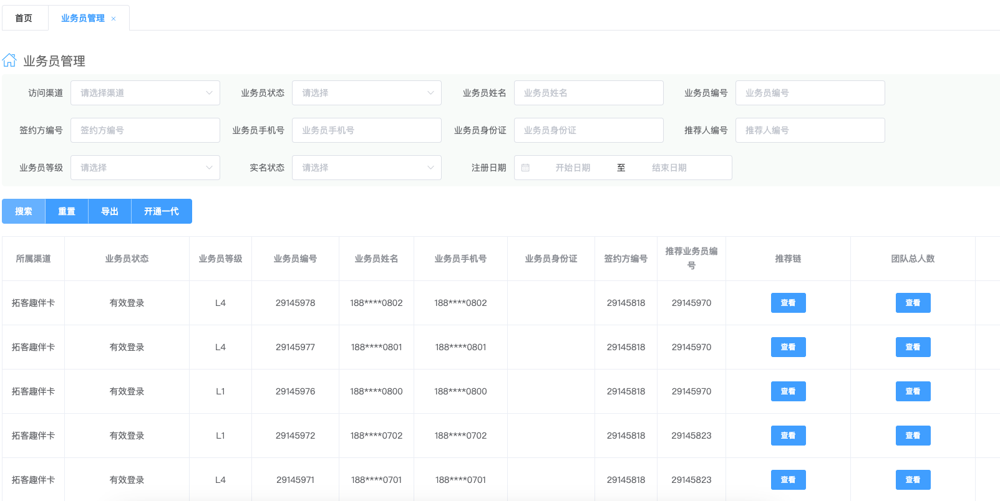 首页 业务员管理 ×
业务员管理
访问渠道 请选择渠道 业务员状态 请选择 业务员姓名 业务员姓名 业务员编号 业务员编号
签约方编号 签约方编号 业务员手机号 业务员手机号 业务员身份证 业务员身份证 推荐人编号 推荐人编号
业务员等级 请选择 实名状态 请选择 注册日期 开始日期 至 结束日期
搜索 重置 导出 开通一代
所属渠道 业务员状态 业务员等级 业务员编号 业务员姓名 业务员手机号 业务员身份证 签约方编号 推荐业务员编号 推荐链 团队总人数
拓客趣伴卡 有效登录 L4 29145978 188****0802 188****0802 29145818 29145970 查看 查看
拓客趣伴卡 有效登录 L4 29145977 188****0801 188****0801 29145818 29145970 查看 查看
拓客趣伴卡 有效登录 L1 29145976 188****0800 188****0800 29145818 29145970 查看 查看
拓客趣伴卡 有效登录 L1 29145972 188****0702 188****0702 29145818 29145823 查看 查看
拓客趣伴卡 有效登录 L4 29145971 188****0701 188****0701 29145818 29145823 查看 查看